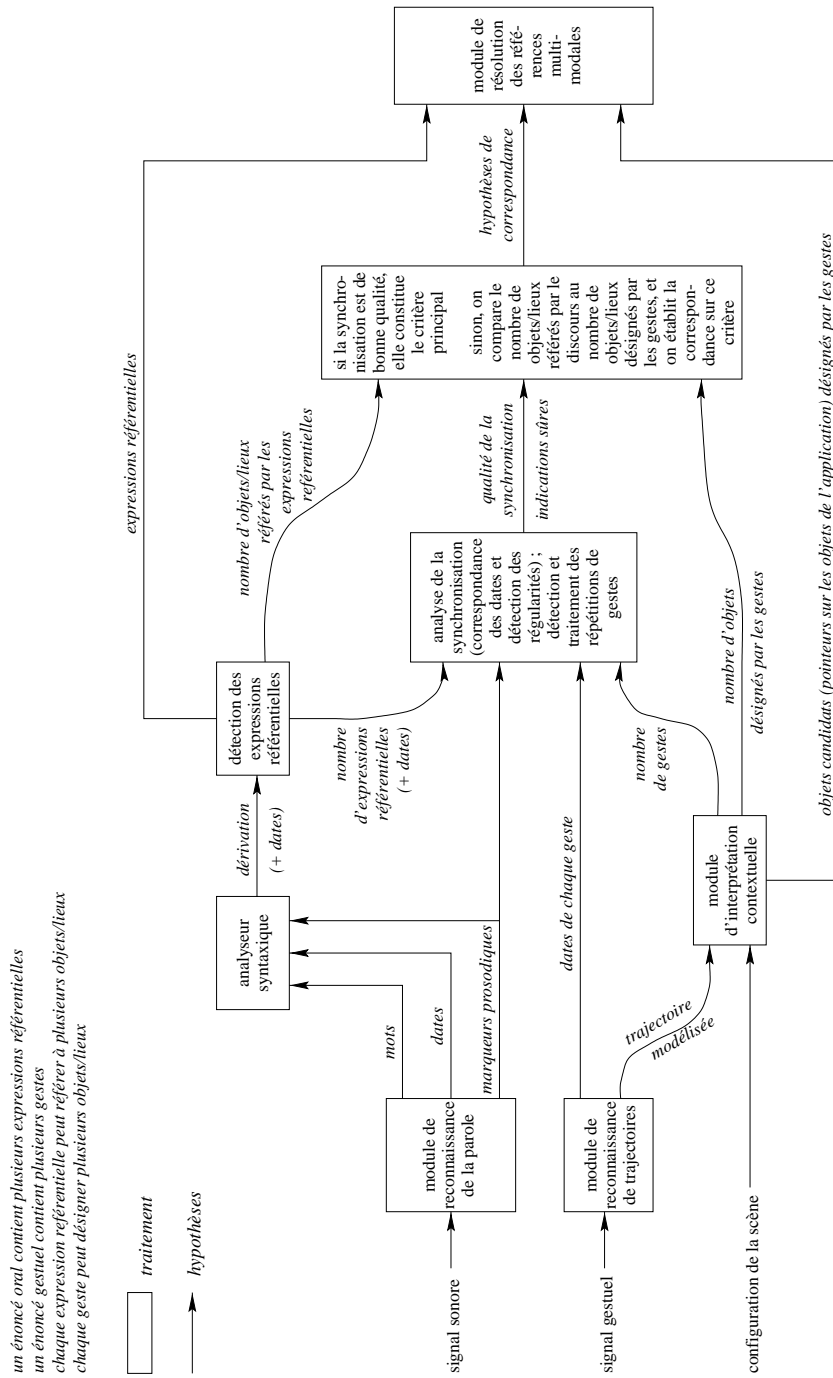 un énoncé oral contient plusieurs expressions référentielles
un énoncé gestuel contient plusieurs gestes
chaque expression referentielle peut référer à plusieurs objets/lieux
chaque geste peut désigner plusieurs objets/lieux
traitement
hypothèses
signal sonore
signal gestuel
configuration de la scène
module de
reconnaissance
de la parole
module de
reconnaissance
de trajectoires
mots
dates
marqueurs prosodiques
dates de chaque geste
trajectoire
modélisée
analyseur
syntaxique
module
d'interprétation
contextuelle
dérivation
(+ dates)
détection des
expressions
référentielles
nombre
d'expressions
référentielles
(+ dates)
nombre
de gestes
analyse de la
synchronisation
(correspondance
des dates et
détection des
régularités) ;
détection et
traitement des
répétitions de
gestes
expressions référentielles
nombre d'objets/lieux
référés par les
expressions
référentielles
qualité de la
synchronisation
indications sûres
nombre d'objets
désignés par les gestes
objets candidats (pointeurs sur les objets de l'application) désignés par les gestes
si la synchro-
nisation est de
bonne qualité,
elle constitue
le critère
principal
sinon, on
compare le
nombre de
objets/lieux
référés par le
discours au
nombre de
objets/lieux
désignés par
les gestes, et
on établit la
correspon-
dance sur ce
critère
hypothèses de
correspondance
module de
résolution
des réfé-
rences
multi-
modales